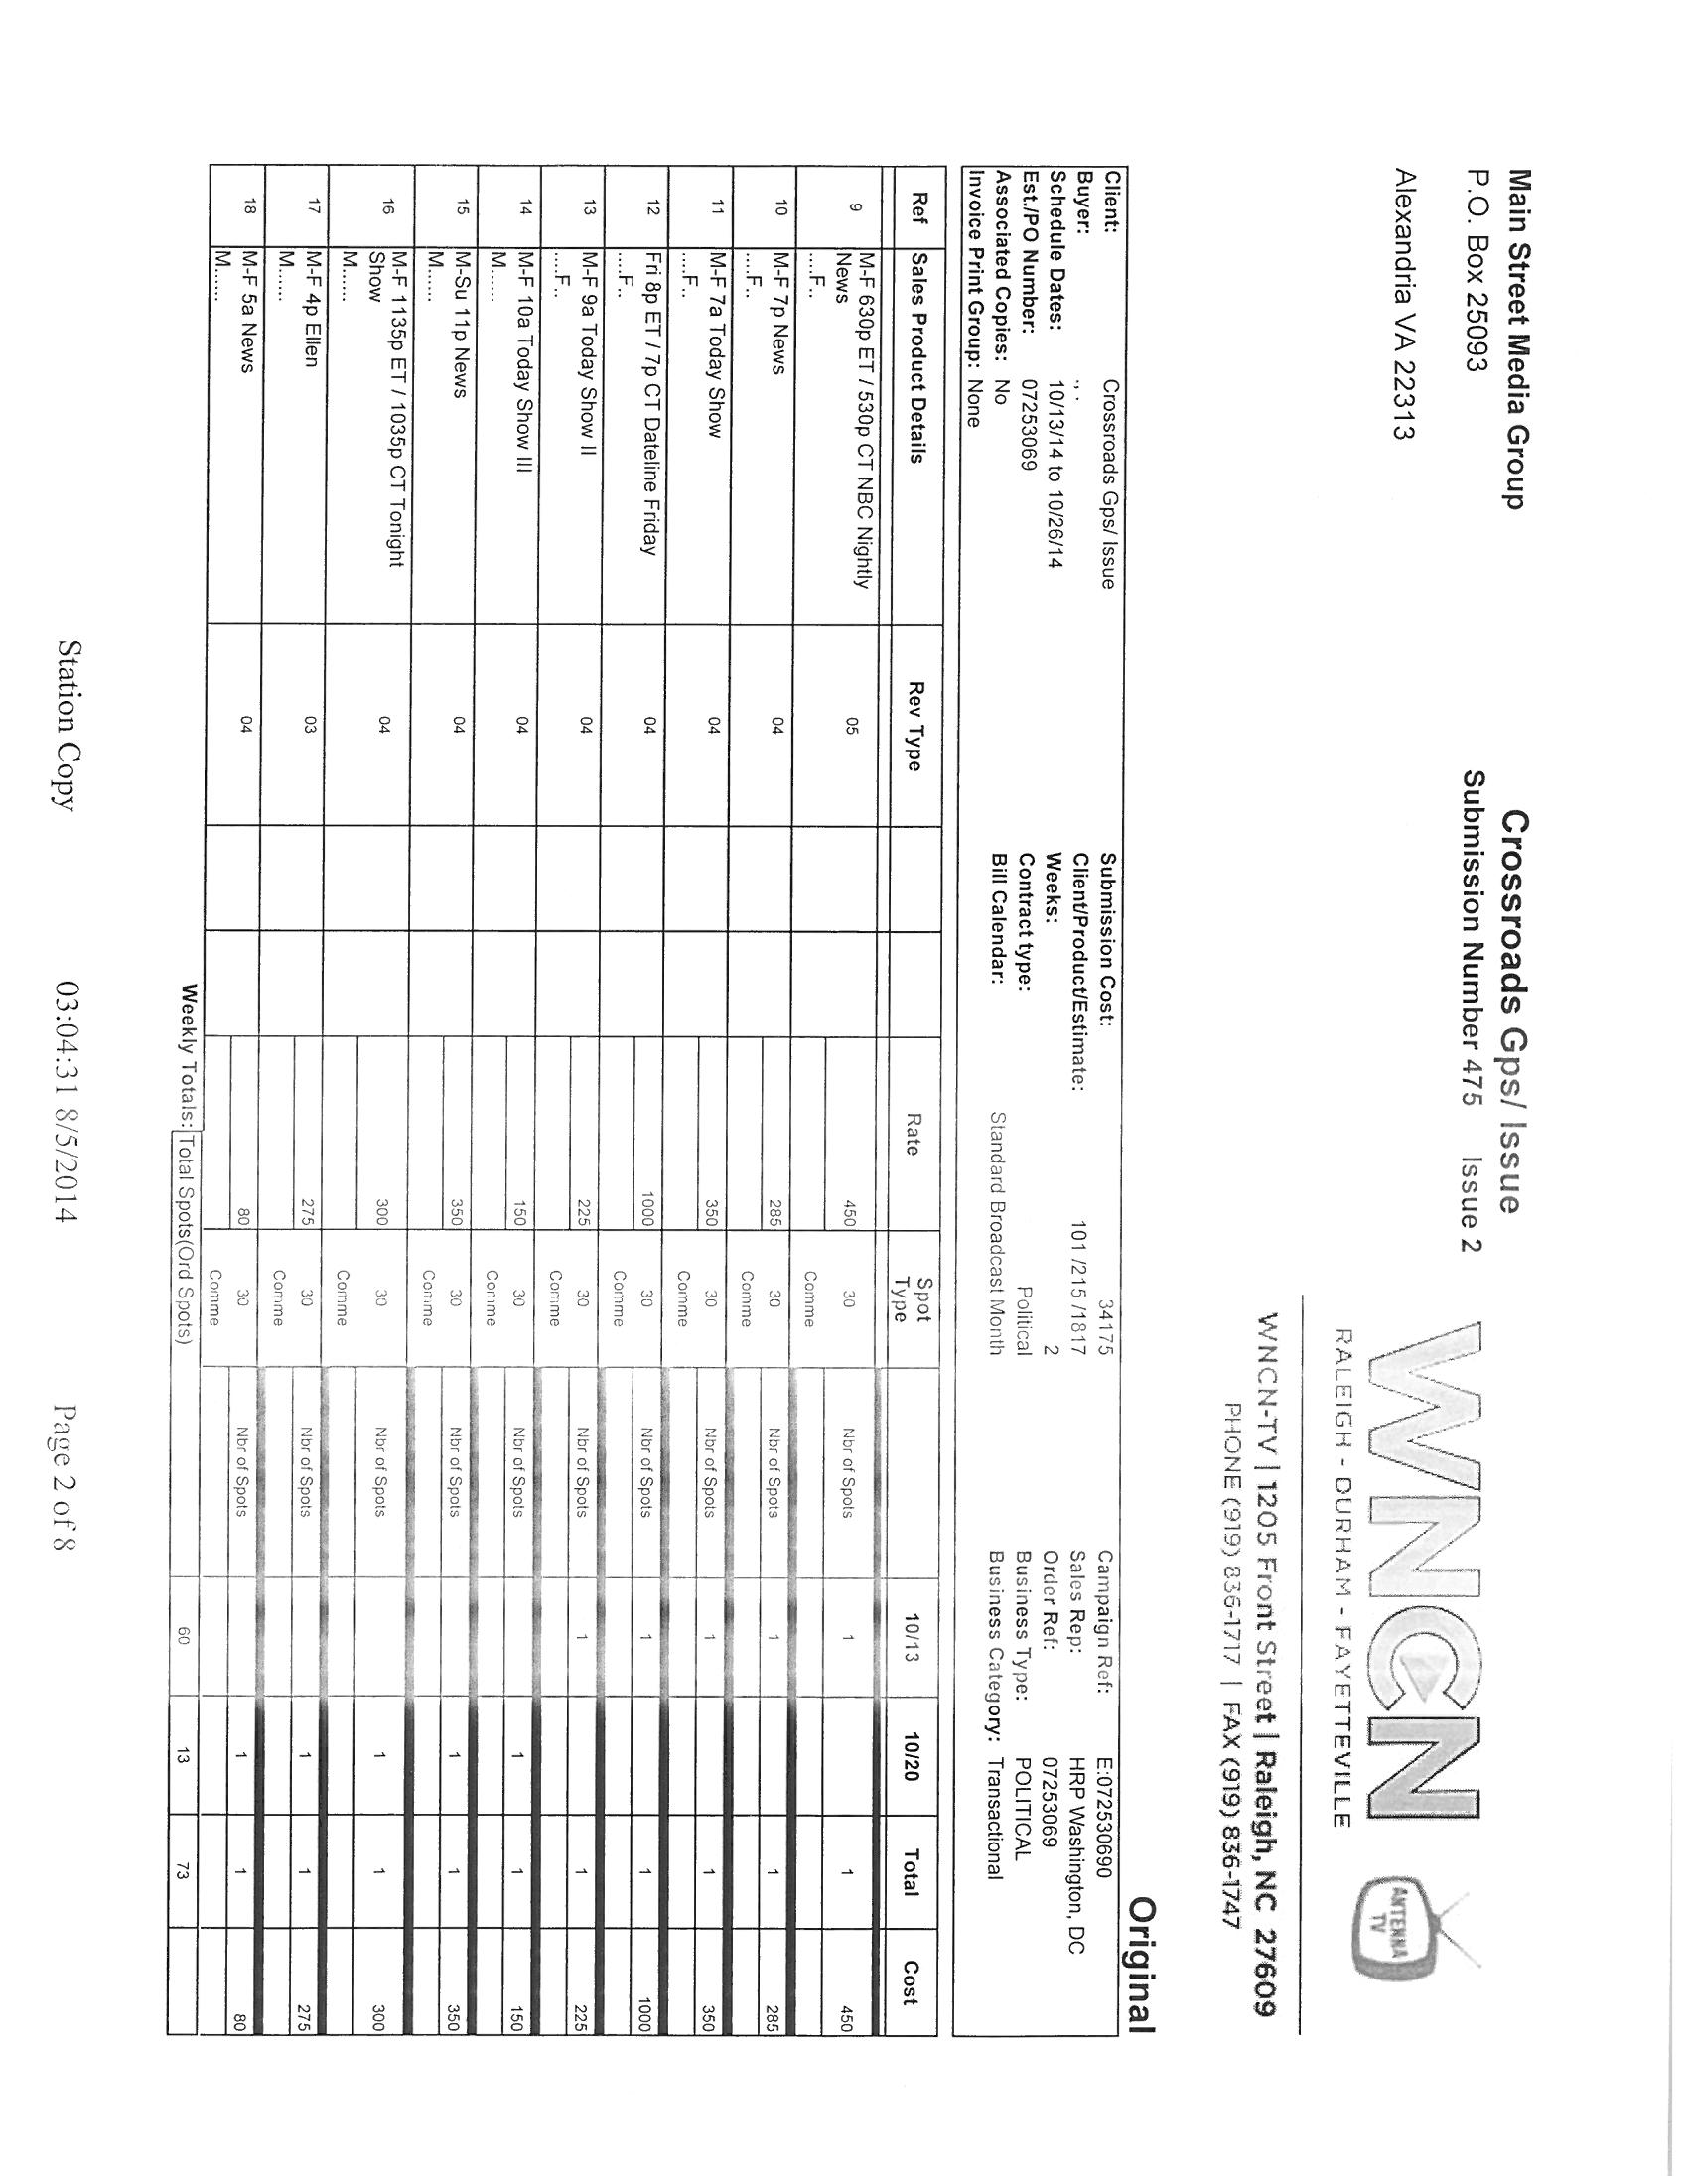 Main Street Media Group
P.O. Box 25093
Alexandria VA 22313
Crossroads Gps/ Issue
Submission Number 475 Issue 2
WNCN
RALEIGH - DURHAM - FAYETTEVILLE
ANTENNA
TV
WNCN-TV | 1205 Front Street | Raleigh, NC 27609
PHONE (919) 836-1717 | FAX (919) 836-1747
Original
Client: Crossroads Gps/ Issue Submission Cost: 34175 Campaign Ref: E:072530690
Buyer: ., . Client/Product/Estimate: 101 /215 /1817 Sales Rep: HRP Washington, DC
Schedule Dates: 10/13/14 to 10/26/14 Weeks: 2 Order Ref: 07253069
Est./PO Number: 07253069 Contract type: Political Business Type: POLITICAL
Associated Copies: No Bill Calendar: Standard Broadcast Month Business Category: Transactional
Invoice Print Group: None
Ref Sales Product Details Rev Type Rate Spot Type 10/13 10/20 Total Cost
9 M-F 630p ET / 530p CT NBC Nightly 05 450 30 Nbr of Spots 1 1 450
News
....F.. Comme
10 M-F 7p News 04 285 30 Nbr of Spots 1 1 285
....F.. Comme
11 M-F 7a Today Show 04 350 30 Nbr of Spots 1 1 350
....F.. Comme
12 Fri 8p ET / 7p CT Dateline Friday 04 1000 30 Nbr of Spots 1 1 1000
....F.. Comme
13 M-F 9a Today Show II 04 225 30 Nbr of Spots 1 1 225
....F.. Comme
14 M-F 10a Today Show III 04 150 30 Nbr of Spots 1 1 150
M...... Comme
15 M-Su 11p News 04 350 30 Nbr of Spots 1 1 350
M...... Comme
16 M-F 1135p ET / 1035p CT Tonight 04 300 30 Nbr of Spots 1 1 300
Show
M...... Comme
17 M-F 4p Ellen 03 275 30 Nbr of Spots 1 1 275
M...... Comme
18 M-F 5a News 04 80 30 Nbr of Spots 1 1 80
M...... Comme
Weekly Totals: Total Spots(Ord Spots) 60 13 73
Station Copy 03:04:31 8/5/2014 Page 2 of 8